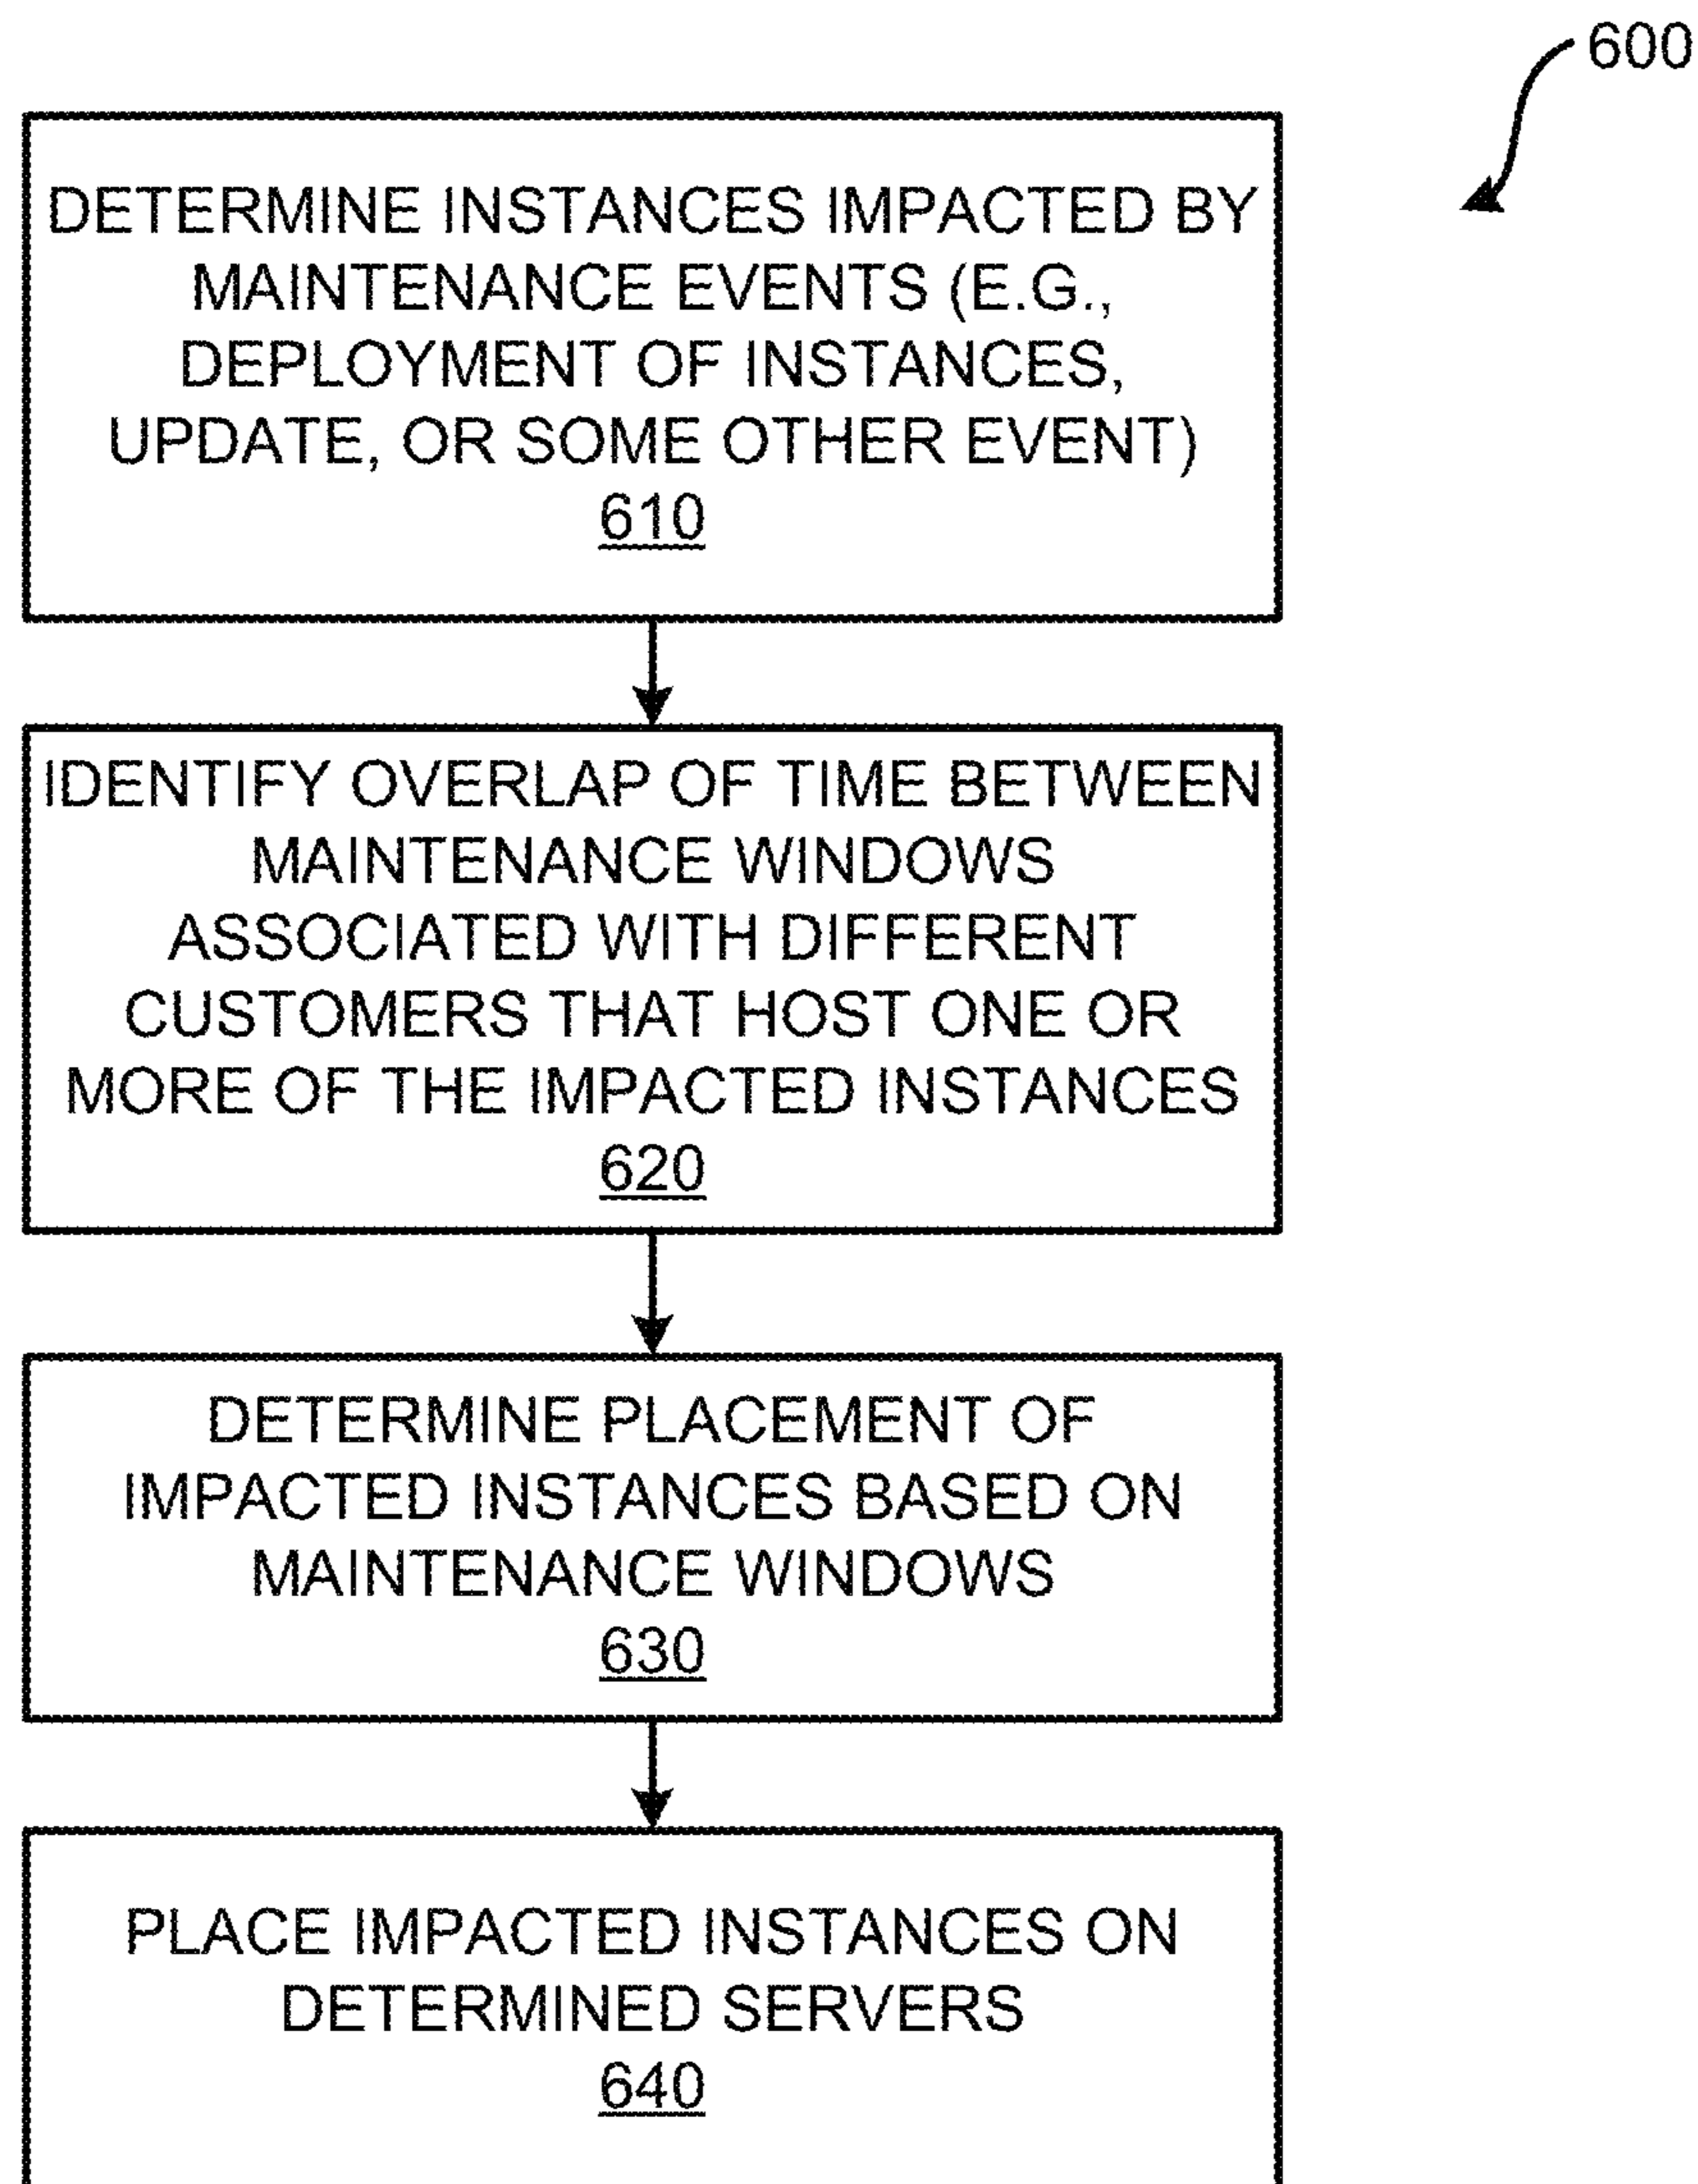 600
DETERMINE INSTANCES IMPACTED BY
MAINTENANCE EVENTS (E.G.,
DEPLOYMENT OF INSTANCES,
UPDATE, OR SOME OTHER EVENT)
610
IDENTIFY OVERLAP OF TIME BETWEEN
MAINTENANCE WINDOWS
ASSOCIATED WITH DIFFERENT
CUSTOMERS THAT HOST ONE OR
MORE OF THE IMPACTED INSTANCES
620
DETERMINE PLACEMENT OF
IMPACTED INSTANCES BASED ON
MAINTENANCE WINDOWS
630
PLACE IMPACTED INSTANCES ON
DETERMINED SERVERS
640